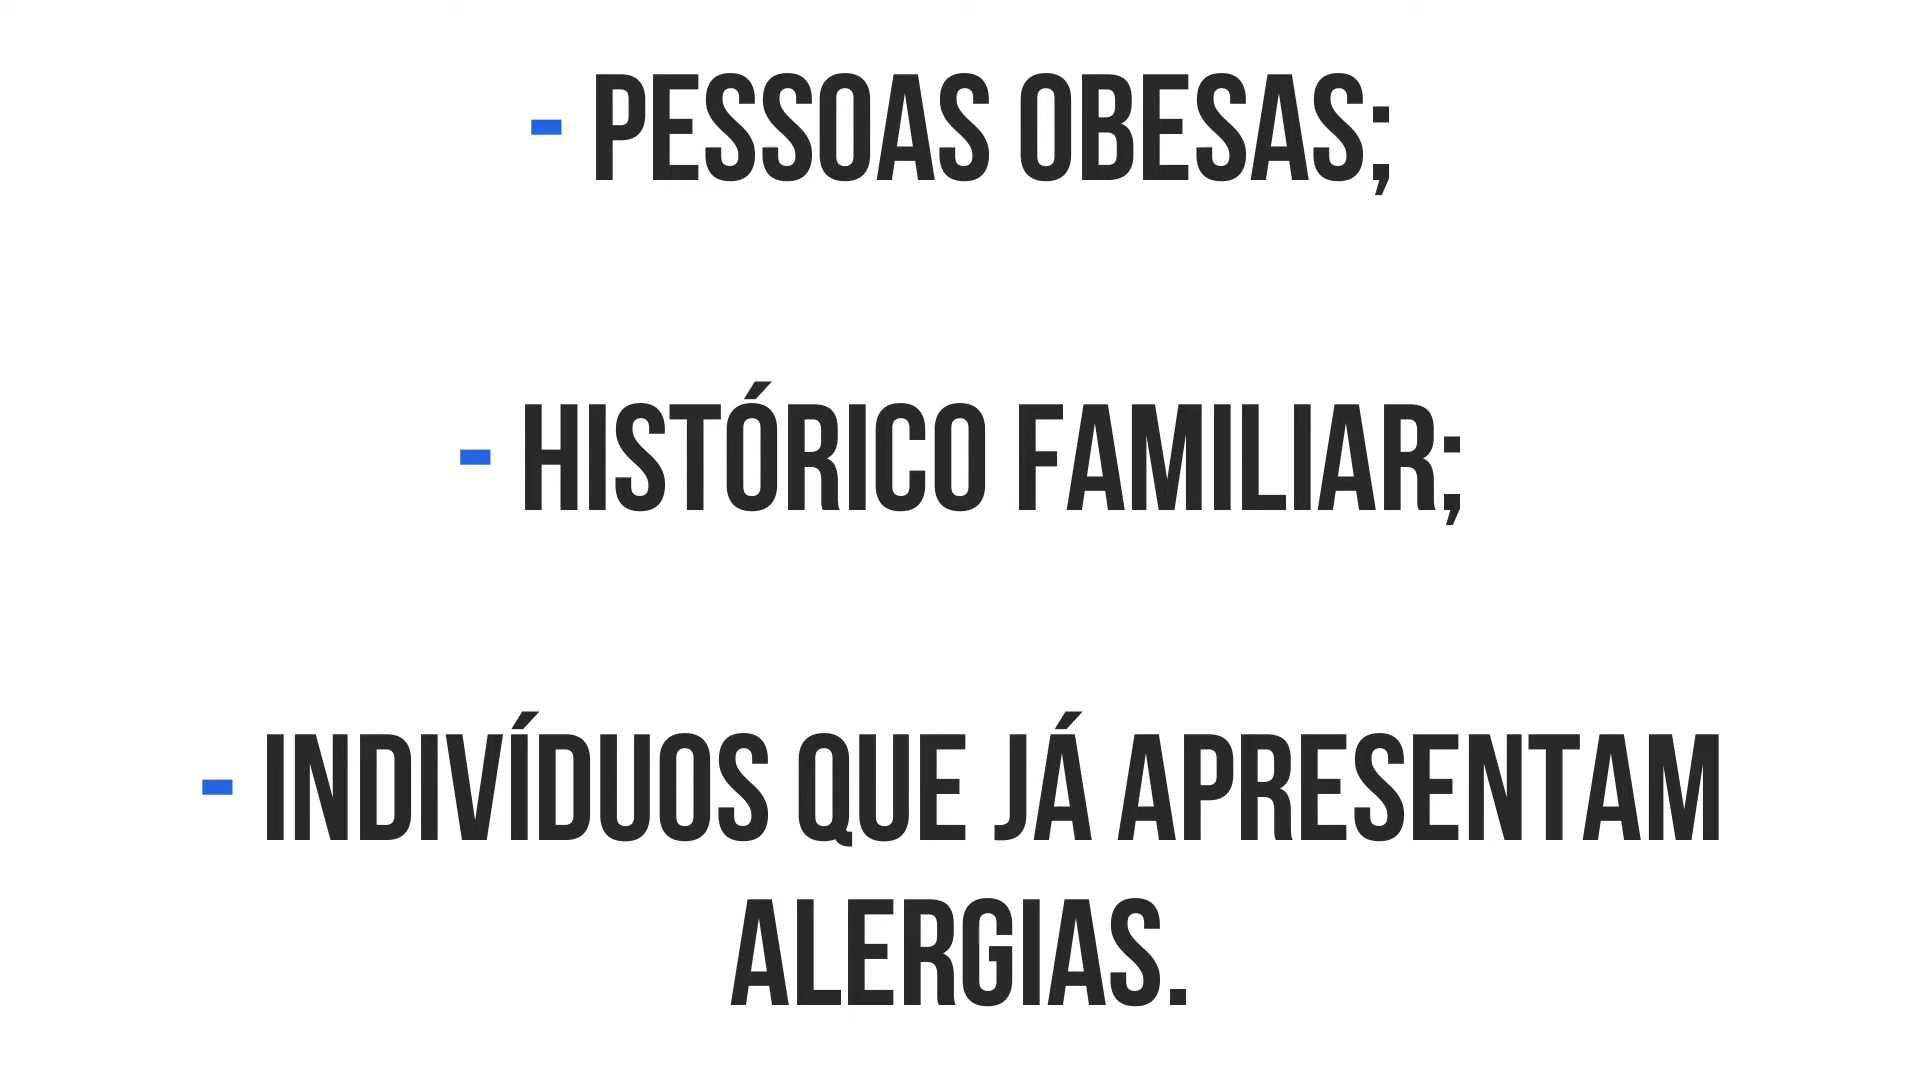 - PESSOAS OBESAS;
- HISTÓRICO FAMILIAR;
- INDIVÍDUOS QUE JÁ APRESENTAM
ALERGIAS.